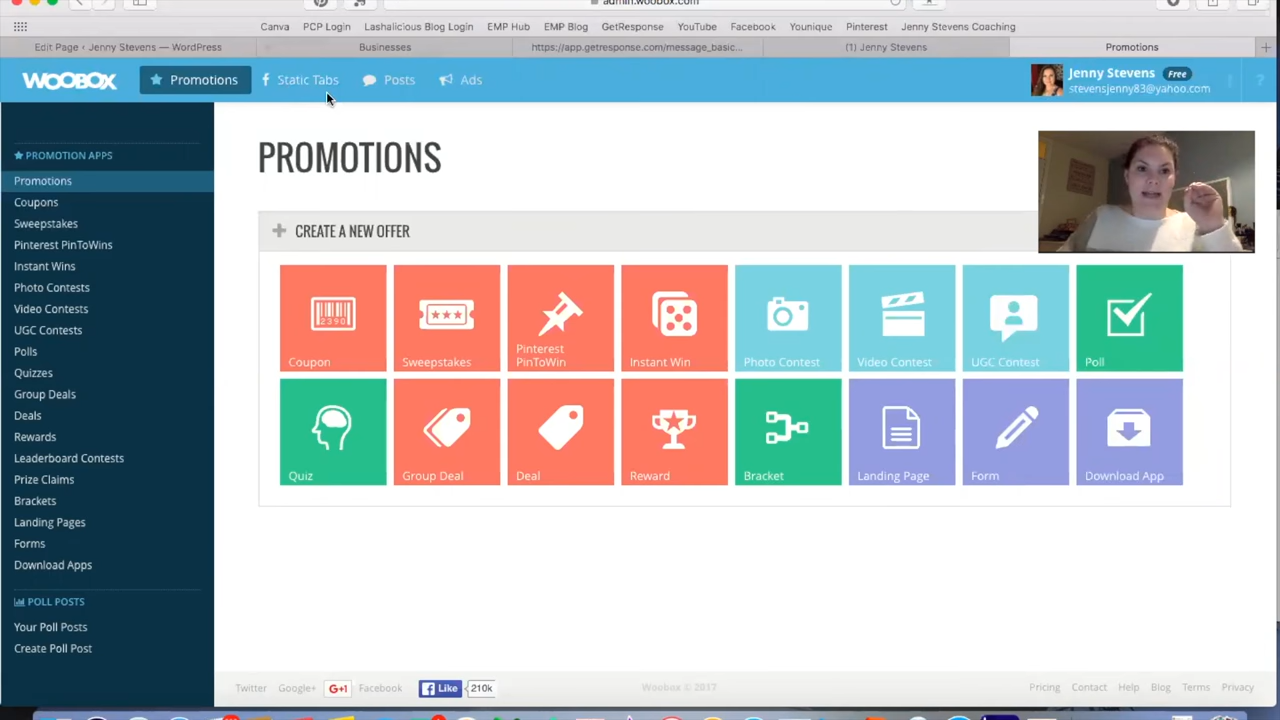 admin.woobox.com
Canva PCP Login Lashalicious Blog Login EMP Hub EMP Blog GetResponse YouTube Facebook Younique Pinterest Jenny Stevens Coaching
Edit Page ‹ Jenny Stevens — WordPress Businesses https://app.getresponse.com/message_basic... (1) Jenny Stevens Promotions
WOOBOX Promotions Static Tabs Posts Ads
Jenny Stevens Free
stevensjenny83@yahoo.com
PROMOTION APPS
Promotions
Coupons
Sweepstakes
Pinterest PinToWins
Instant Wins
Photo Contests
Video Contests
UGC Contests
Polls
Quizzes
Group Deals
Deals
Rewards
Leaderboard Contests
Prize Claims
Brackets
Landing Pages
Forms
Download Apps
POLL POSTS
Your Poll Posts
Create Poll Post
PROMOTIONS
CREATE A NEW OFFER
2390
Coupon
Sweepstakes
Pinterest
PinToWin
Instant Win
Photo Contest
Video Contest
UGC Contest
Poll
Quiz
Group Deal
Deal
Reward
Bracket
Landing Page
Form
Download App
Twitter Google+ G+1 Facebook Like 210k
Woobox © 2017
Pricing Contact Help Blog Terms Privacy